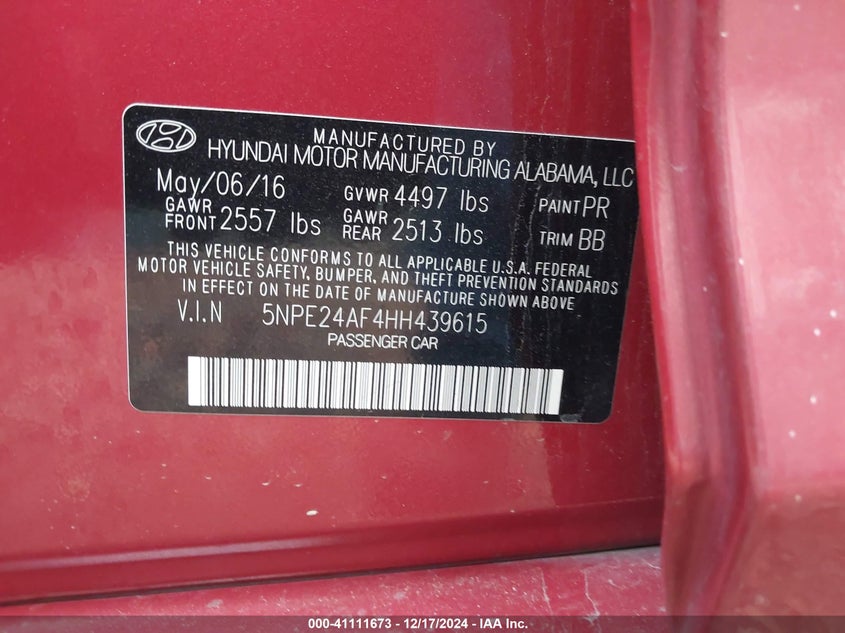 MANUFACTURED BY
HYUNDAI MOTOR MANUFACTURING ALABAMA, LLC
May/06/16 GVWR 4497 lbs PAINT PR
GAWR FRONT 2557 lbs GAWR REAR 2513 lbs TRIM BB
THIS VEHICLE CONFORMS TO ALL APPLICABLE U.S.A. FEDERAL
MOTOR VEHICLE SAFETY, BUMPER, AND THEFT PREVENTION STANDARDS
IN EFFECT ON THE DATE OF MANUFACTURE SHOWN ABOVE
V.I.N 5NPE24AF4HH439615
PASSENGER CAR
000-41111673 - 12/17/2024 - IAA Inc.